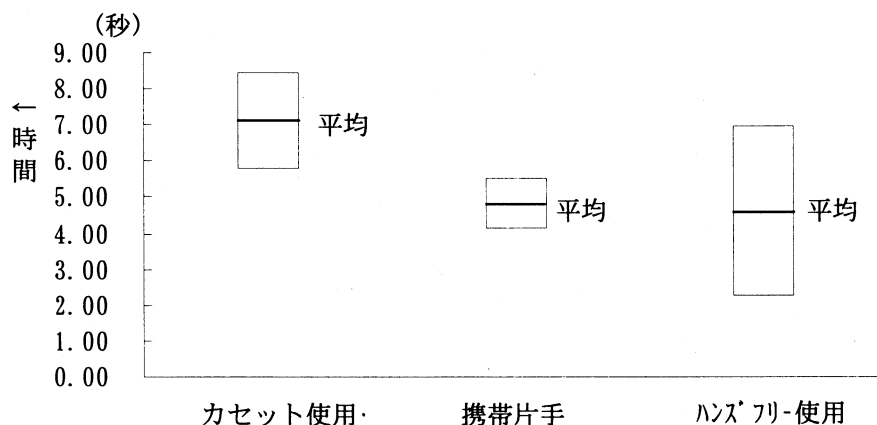 (秒)
9.00
8.00
7.00
6.00
5.00
4.00
3.00
2.00
1.00
0.00
↑
時間
平均
平均
平均
カセット使用
携帯片手
ﾊﾝｽﾞﾌﾘｰ使用